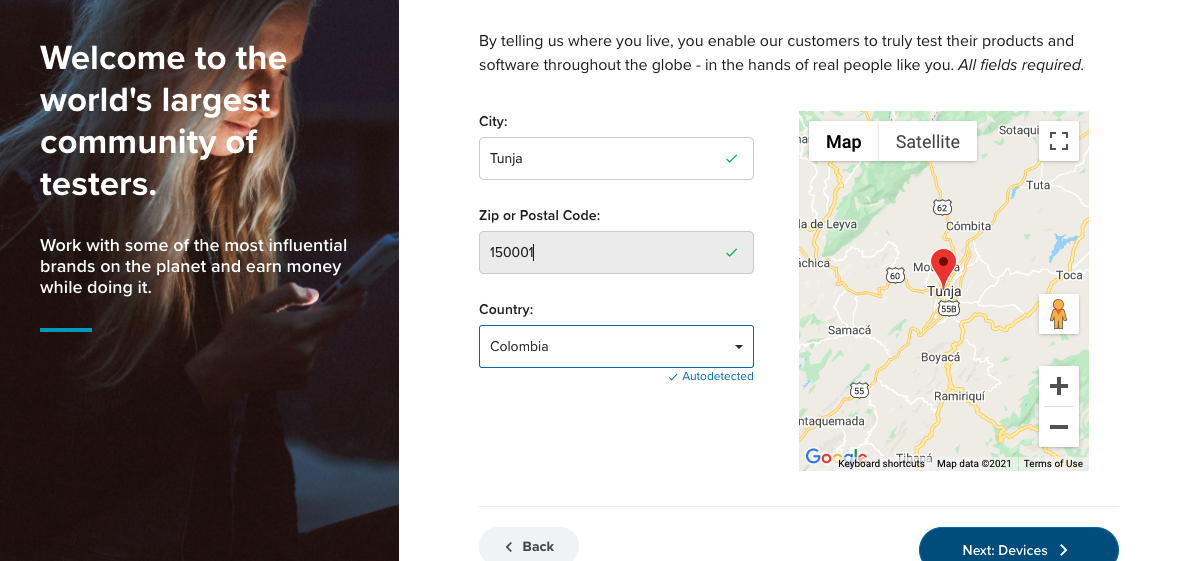 Welcome to the
world's largest
community of
testers.
Work with some of the most influential
brands on the planet and earn money
while doing it.
By telling us where you live, you enable our customers to truly test their products and
software throughout the globe - in the hands of real people like you. All fields required.
City:
Tunja
Zip or Postal Code:
150001
Country:
Colombia
Autodetected
Map
Satellite
Sotaqui
Tuta
62
la de Leyva
Cómbita
áchica
60
Toca
Tunja
55B
Samacá
Boyacá
55
Ramiriquí
ntaquemada
Tibaná
Google
Keyboard shortcuts
Map data ©2021
Terms of Use
Back
Next: Devices